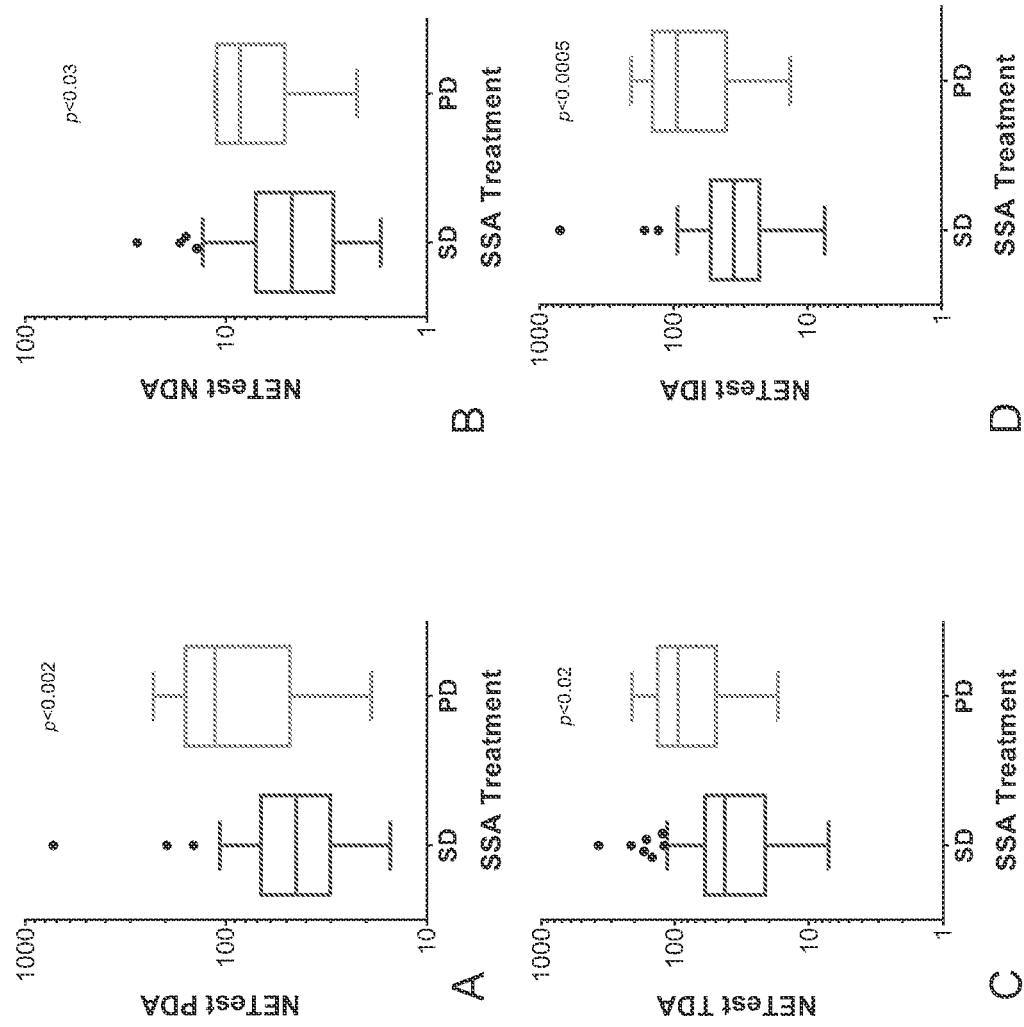 A
NETest PDA
1000
100
10
p<0.002
SD PD
SSA Treatment
B
NETest NDA
100
10
1
p<0.03
SD PD
SSA Treatment
C
NETest TDA
1000
100
10
1
p<0.02
SD PD
SSA Treatment
D
NETest IDA
1000
100
10
1
p<0.0005
SD PD
SSA Treatment